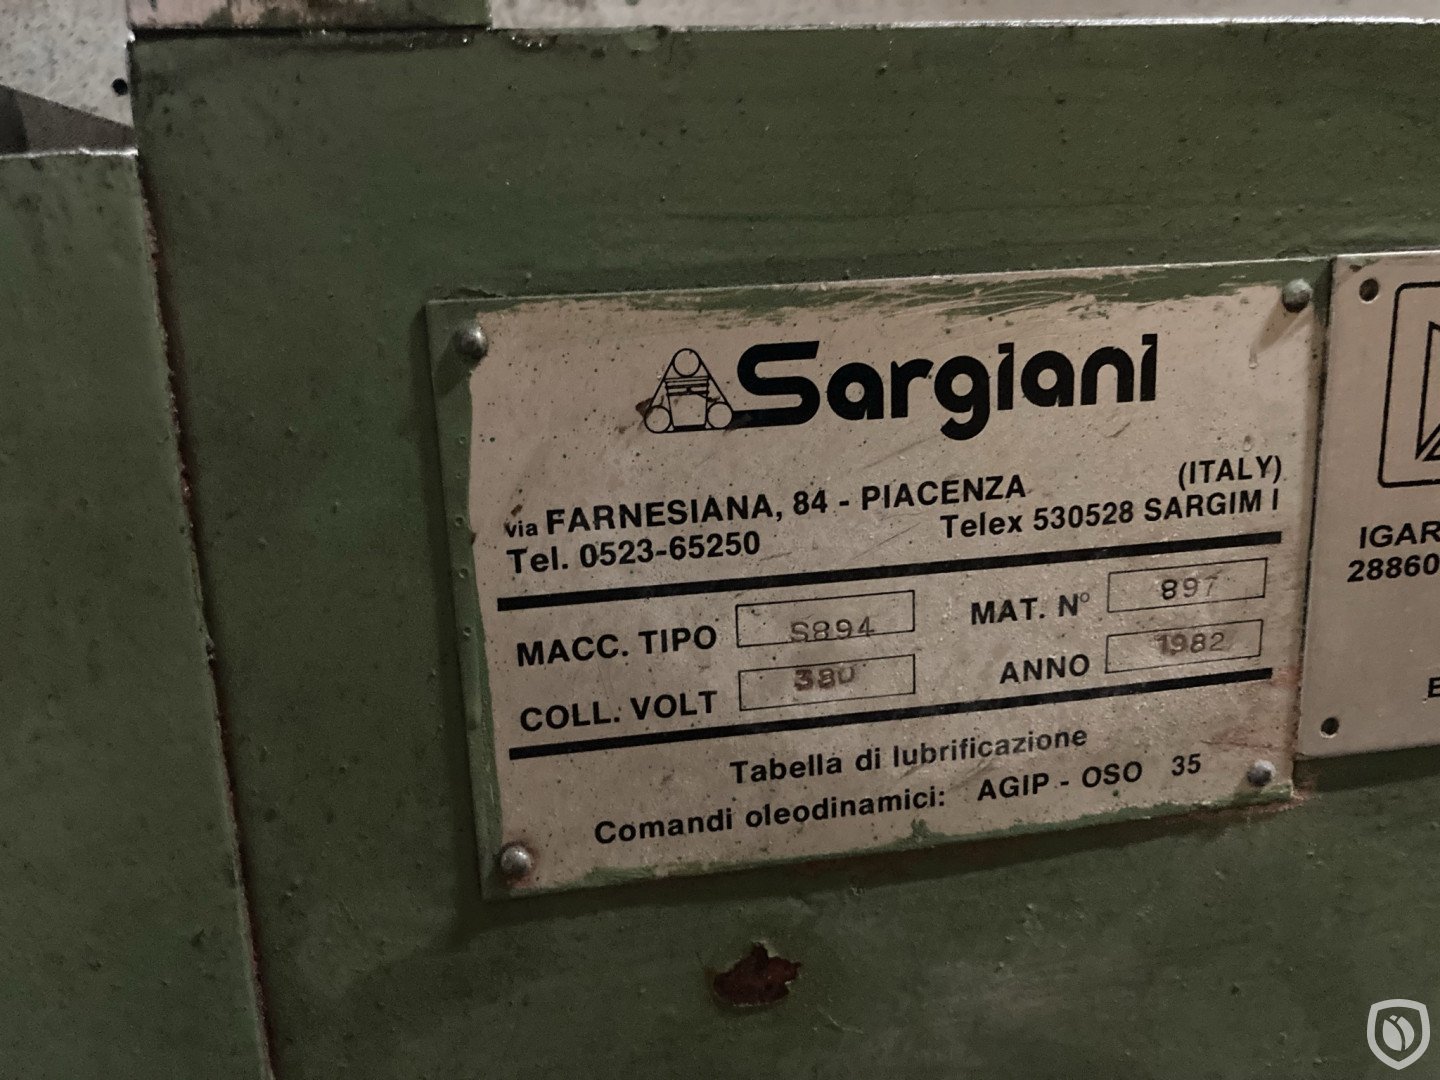 Sargiani
via FARNESIANA, 84 - PIACENZA (ITALY)
Tel. 0523-65250 Telex 530528 SARGIM I
MACC. TIPO S894 MAT. N° 897
COLL. VOLT 380 ANNO 1982
Tabella di lubrificazione
Comandi oleodinamici: AGIP - OSO 35
IGAR
28860